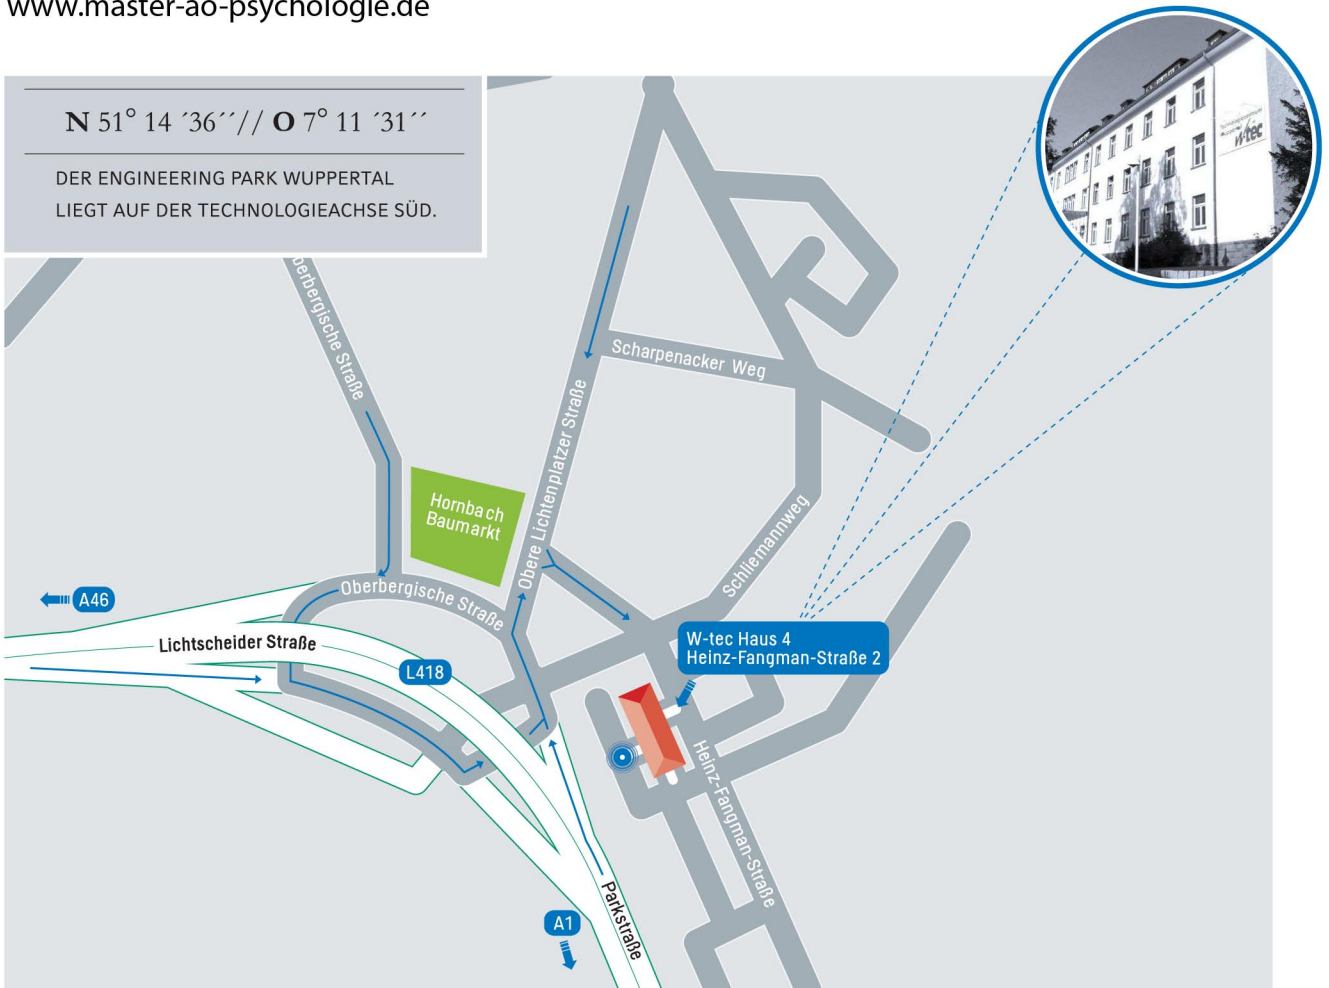 www.master-ao-psychologie.de
N 51° 14 ´36´´// O 7° 11 ´31´´
DER ENGINEERING PARK WUPPERTAL
LIEGT AUF DER TECHNOLOGIEACHSE SÜD.
w-tec
berbergische Straße
Scharpenacker Weg
Obere Lichtenplatzer Straße
Hornbach
Baumarkt
Schliemannweg
Oberbergische Straße
A46
Lichtscheider Straße
L418
W-tec Haus 4
Heinz-Fangman-Straße 2
Heinz-Fangman-Straße
Parkstraße
A1